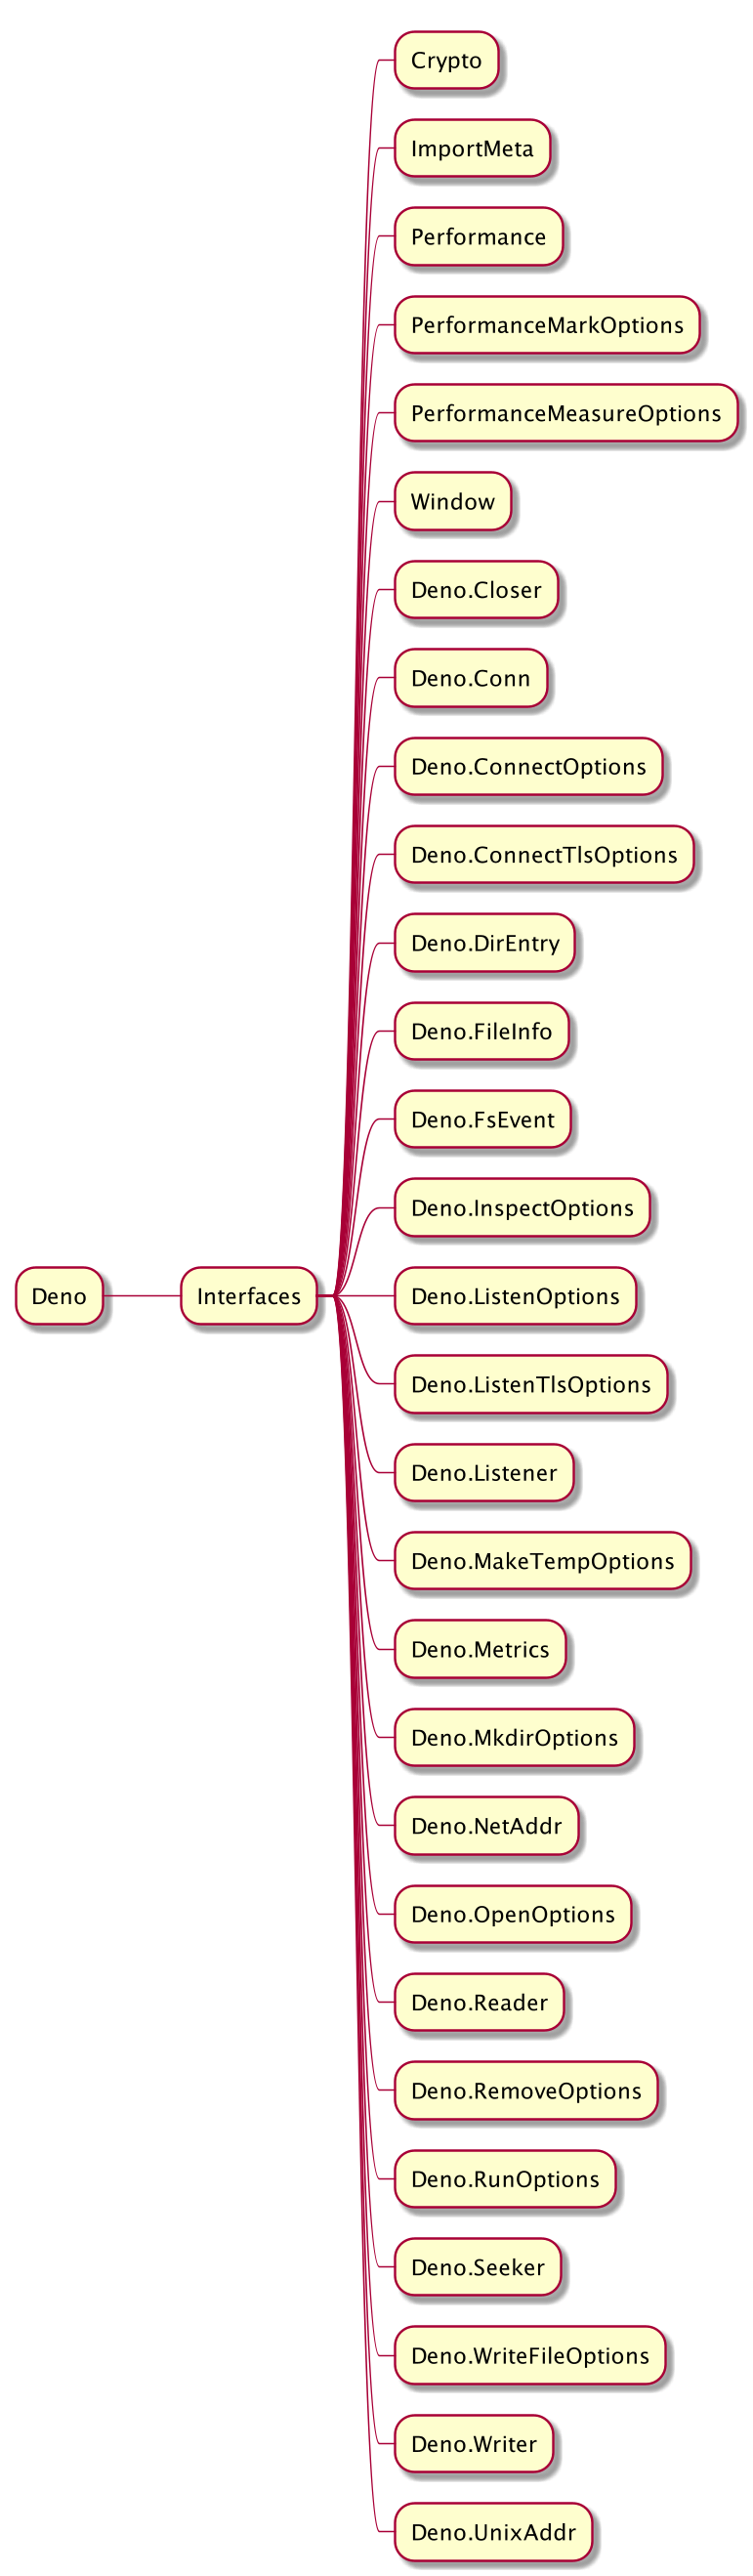 Crypto
ImportMeta
Performance
PerformanceMarkOptions
PerformanceMeasureOptions
Window
Deno.Closer
Deno.Conn
Deno.ConnectOptions
Deno.ConnectTlsOptions
Deno.DirEntry
Deno.FileInfo
Deno.FsEvent
Deno.InspectOptions
Deno
Interfaces
Deno.ListenOptions
Deno.ListenTlsOptions
Deno.Listener
Deno.MakeTempOptions
Deno.Metrics
Deno.MkdirOptions
Deno.NetAddr
Deno.OpenOptions
Deno.Reader
Deno.RemoveOptions
Deno.RunOptions
Deno.Seeker
Deno.WriteFileOptions
Deno.Writer
Deno.UnixAddr